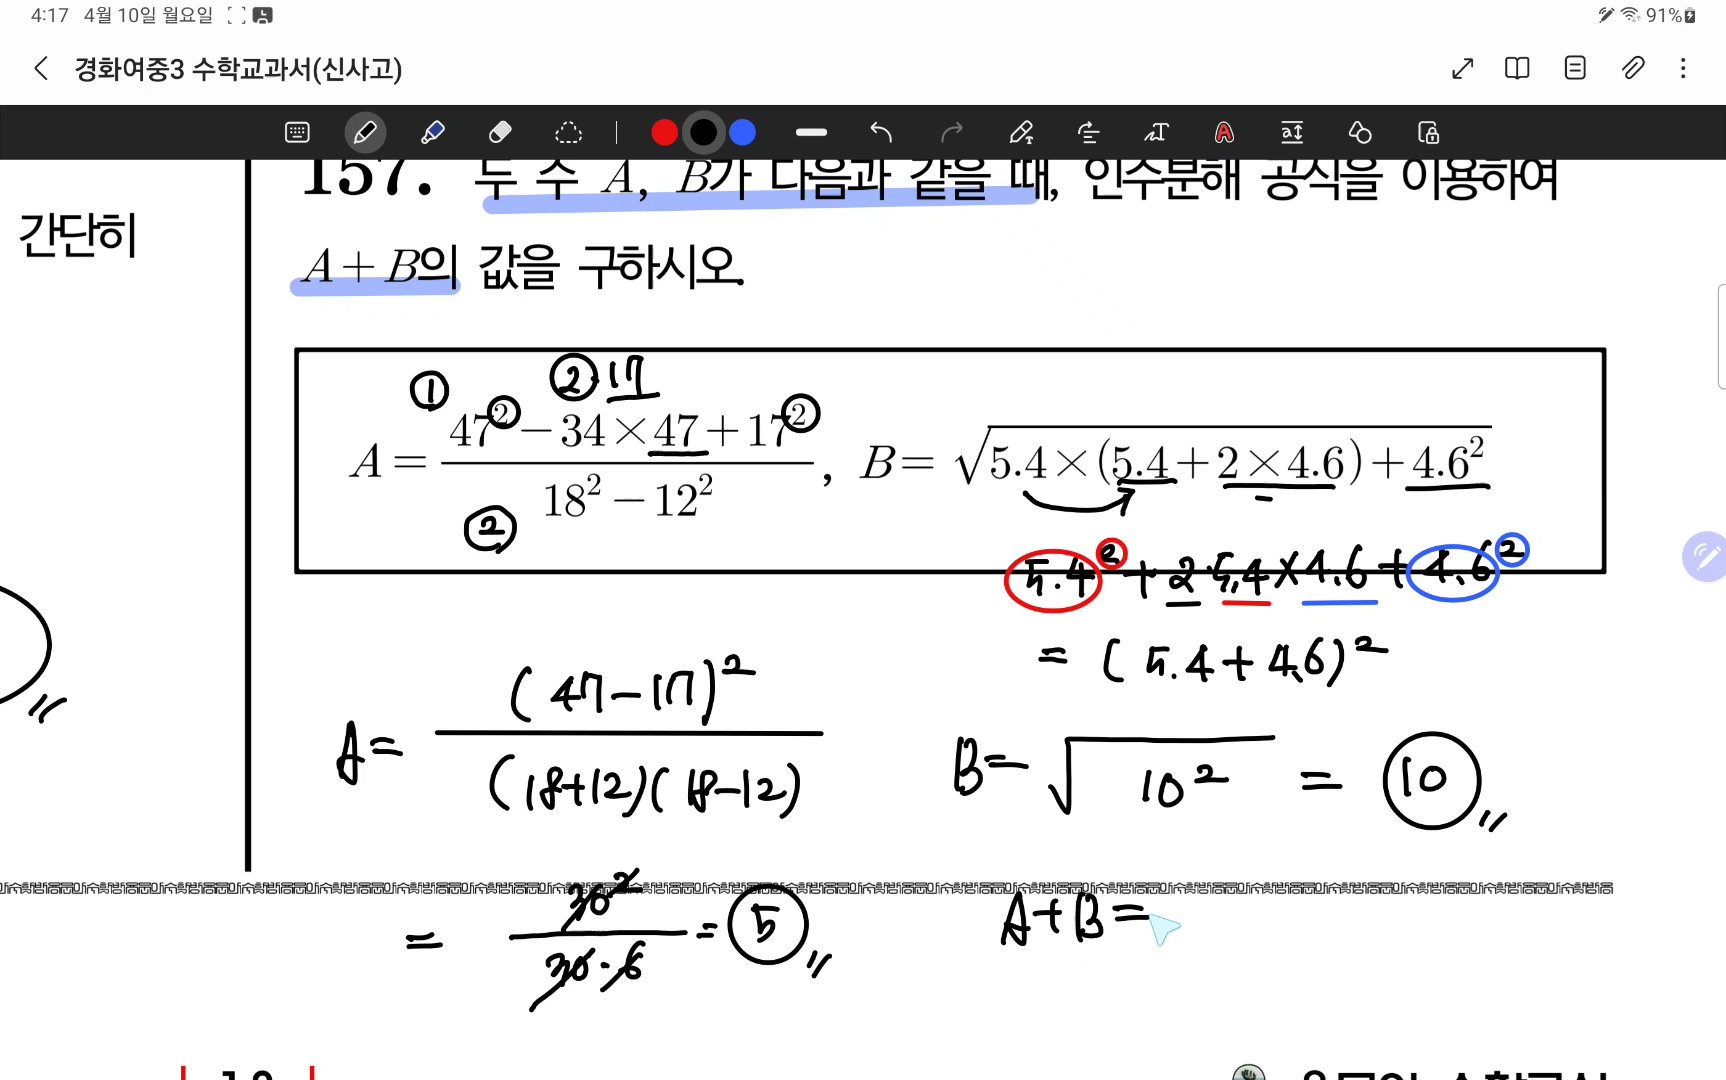 4:17 4월 10일 월요일 91%
경화여중3 수학교과서(신사고)
간단히
157. 두 수 A, B가 다음과 같을 때, 인수분해 공식을 이용하여
A+B의 값을 구하시오.
① ②·17
A = (47² − 34×47 + 17²)/(18² − 12²), B = √(5.4×(5.4+2×4.6)+4.6²)
②
5.4² + 2·5.4×4.6 + 4.6²
= (5.4+4.6)²
A = (47−17)²/((18+12)(18−12))
B = √10² = 10
= 30²/(30·6) = 5
A+B =